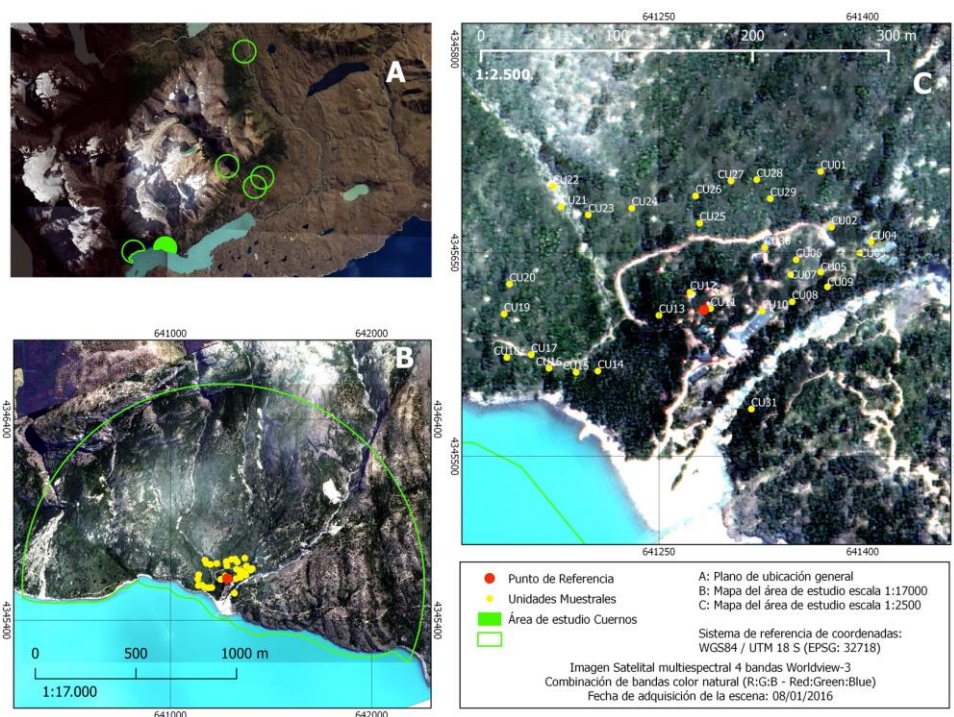 A
641250
641400
4345800
4345650
4345500
0
100
200
300 m
1:2.500.
C
CU01
CU27
CU28
CU22
CU26
CU29
CU21
CU23
CU24
CU25
CU02
CU04
CU30
CU06
CU05
CU07
CU09
CU20
CU12
CU08
CU19
CU13
CU11
CU10
CU17
CU16
CU15
CU14
CU31
641250
641400
641000
642000
B
4346400
4345400
0
500
1000 m
1:17.000
641000
642000
Punto de Referencia
Unidades Muestrales
Área de estudio Cuernos
A: Plano de ubicación general
B: Mapa del área de estudio escala 1:17000
C: Mapa del área de estudio escala 1:2500
Sistema de referencia de coordenadas:
WGS84 / UTM 18 S (EPSG: 32718)
Imagen Satelital multiespectral 4 bandas Worldview-3
Combinación de bandas color natural (R:G:B - Red:Green:Blue)
Fecha de adquisición de la escena: 08/01/2016